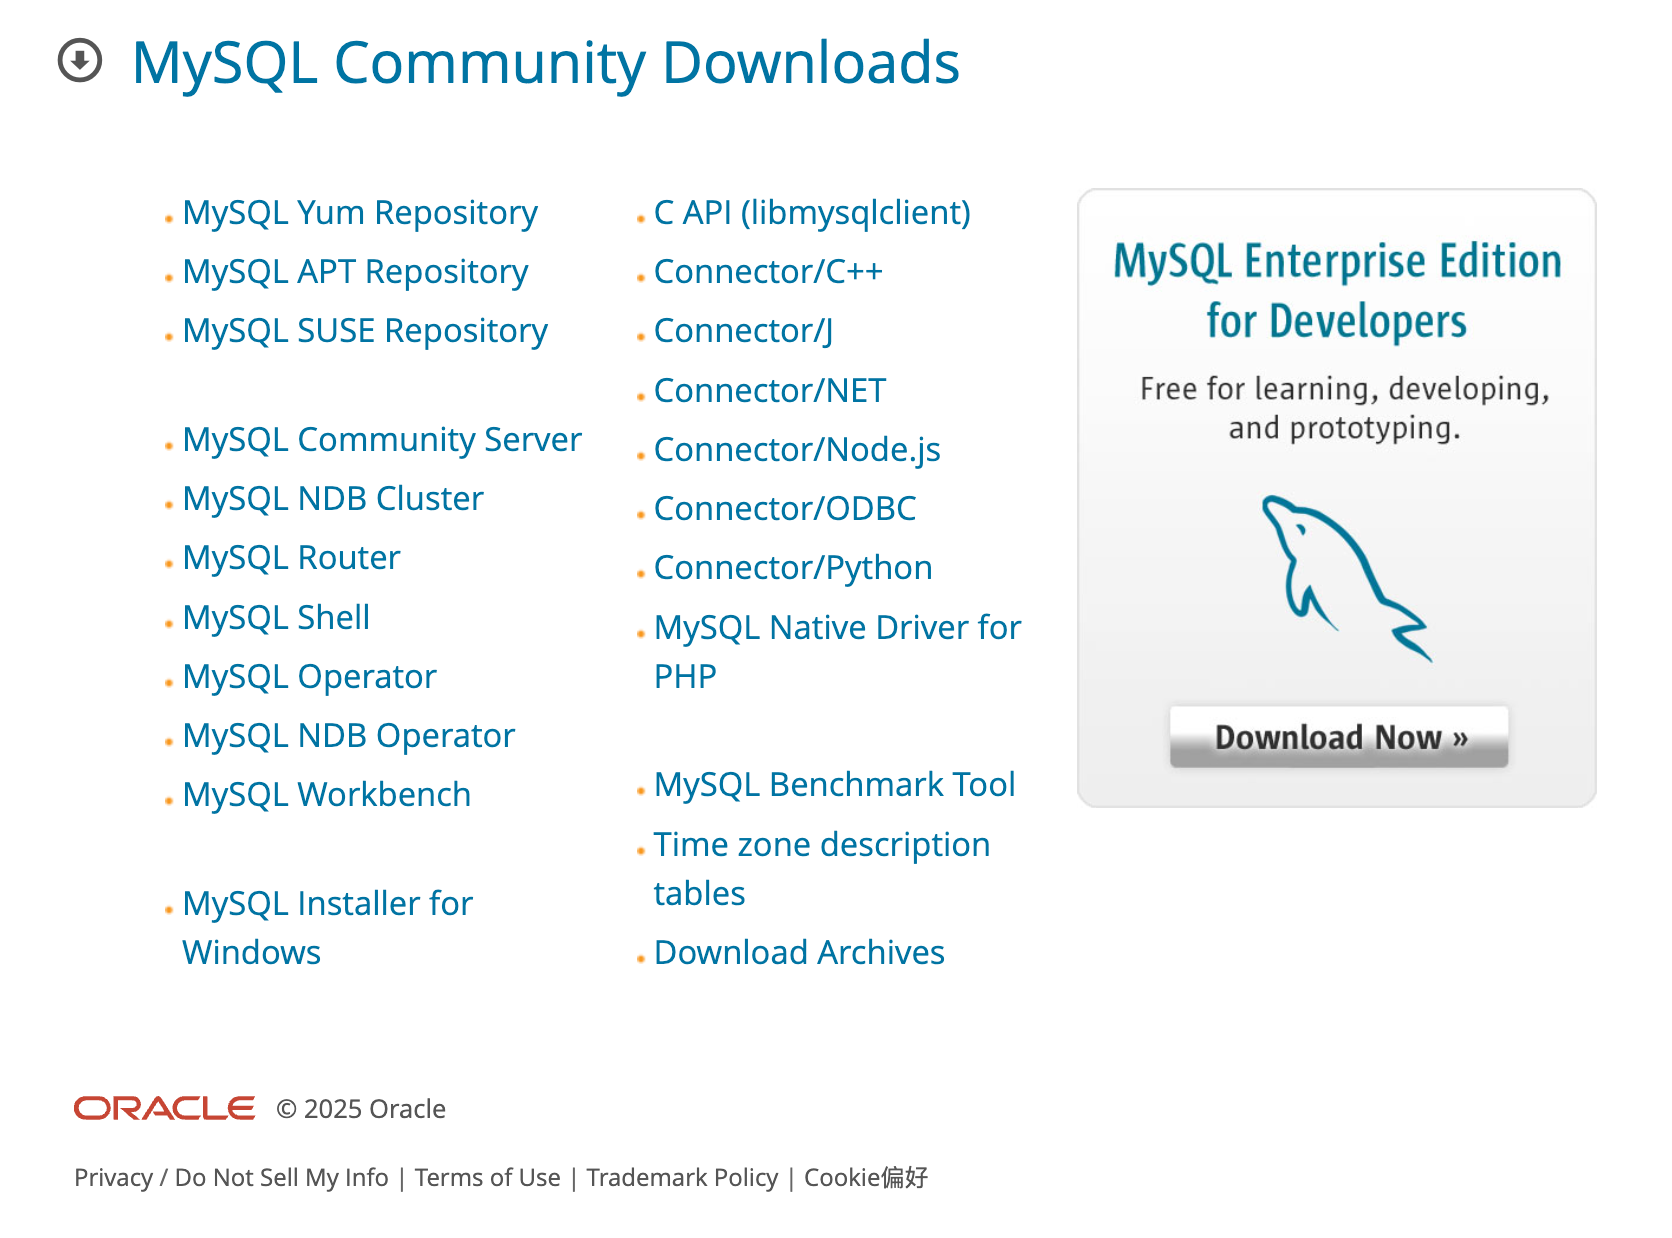 MySQL Community Downloads
MySQL Yum Repository
MySQL APT Repository
MySQL SUSE Repository
MySQL Community Server
MySQL NDB Cluster
MySQL Router
MySQL Shell
MySQL Operator
MySQL NDB Operator
MySQL Workbench
MySQL Installer for
Windows
C API (libmysqlclient)
Connector/C++
Connector/J
Connector/NET
Connector/Node.js
Connector/ODBC
Connector/Python
MySQL Native Driver for
PHP
MySQL Benchmark Tool
Time zone description
tables
Download Archives
MySQL Enterprise Edition
for Developers
Free for learning, developing,
and prototyping.
Download Now »
ORACLE © 2025 Oracle
Privacy / Do Not Sell My Info | Terms of Use | Trademark Policy | Cookie偏好